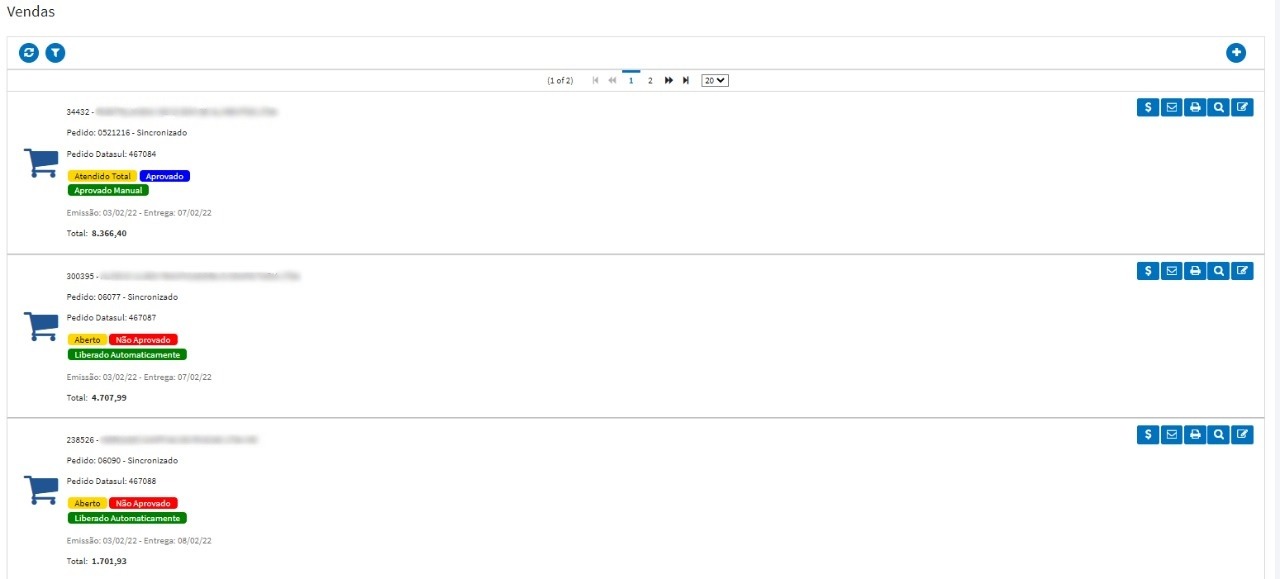 Vendas
(1 of 2) 1 2 20
34432 -
Pedido: 0521216 - Sincronizado
Pedido Datasul: 467084
Atendido Total Aprovado
Aprovado Manual
Emissão: 03/02/22 - Entrega: 07/02/22
Total: 8.366,40
300395 -
Pedido: 06077 - Sincronizado
Pedido Datasul: 467087
Aberto Não Aprovado
Liberado Automaticamente
Emissão: 03/02/22 - Entrega: 07/02/22
Total: 4.707,99
238526 -
Pedido: 06090 - Sincronizado
Pedido Datasul: 467088
Aberto Não Aprovado
Liberado Automaticamente
Emissão: 03/02/22 - Entrega: 08/02/22
Total: 1.701,93